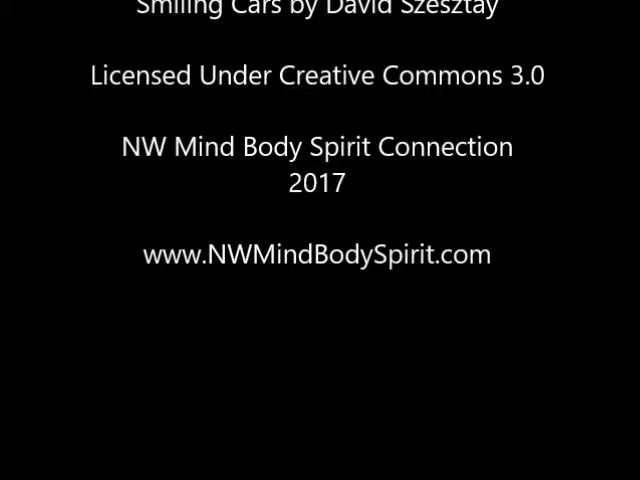 Smiling Cars by David Szesztay
Licensed Under Creative Commons 3.0
NW Mind Body Spirit Connection
2017
www.NWMindBodySpirit.com